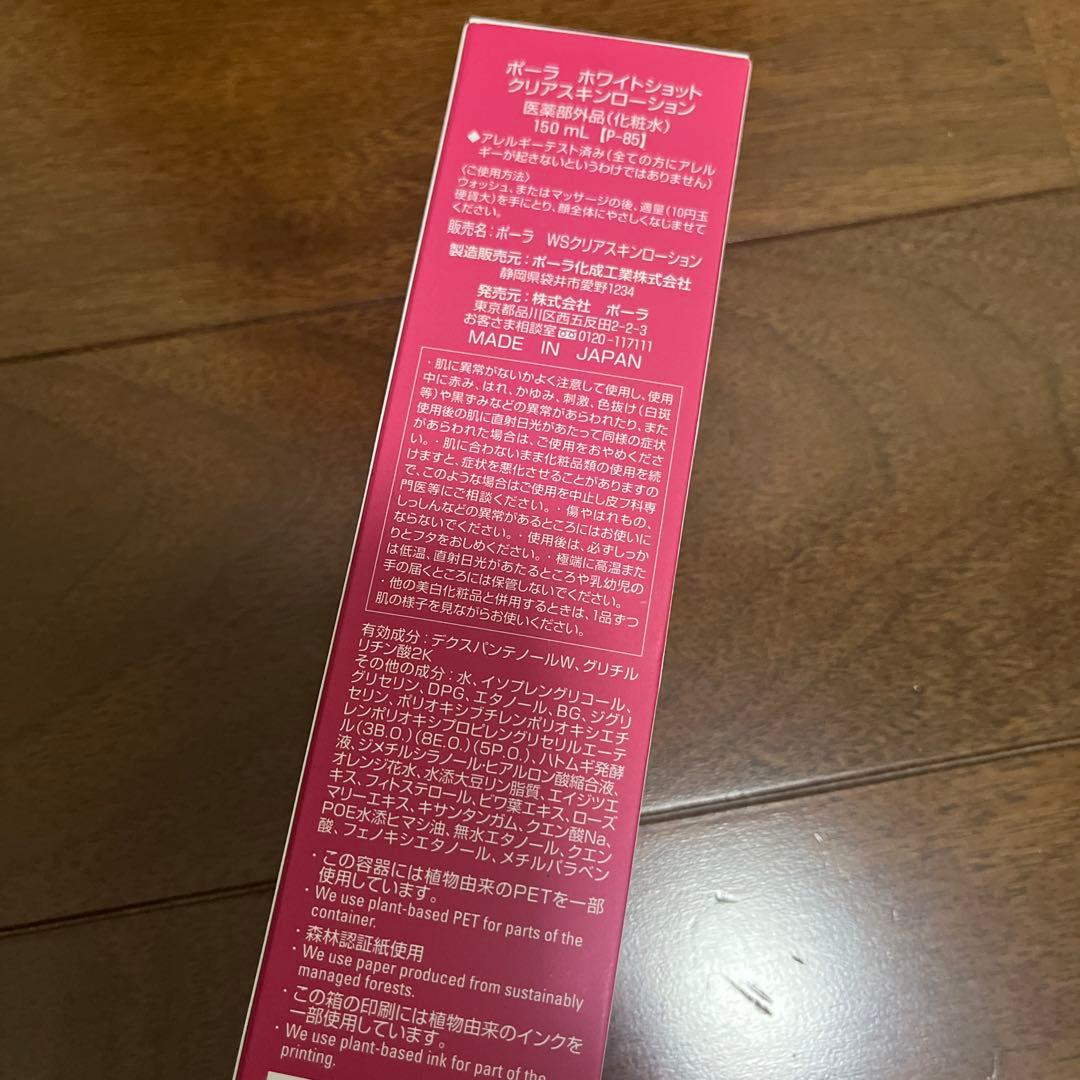 ポーラ ホワイトショット
クリアスキンローション
医薬部外品(化粧水)
150 mL 【P-85】
◆アレルギーテスト済み(全ての方にアレル
ギーが起きないというわけではありません)
〈ご使用方法〉
ウォッシュ、またはマッサージの後、適量(10円玉
硬貨大)を手にとり、顔全体にやさしくなじませて
ください。
販売名:ポーラ WSクリアスキンローション
製造販売元:ポーラ化成工業株式会社
静岡県袋井市愛野1234
発売元:株式会社 ポーラ
東京都品川区西五反田2-2-3
お客さま相談室 0120-117111
MADE IN JAPAN
・肌に異常がないかよく注意して使用し、使用
中に赤み、はれ、かゆみ、刺激、色抜け(白斑
等)や黒ずみなどの異常があらわれたり、また
使用後の肌に直射日光があたって同様の症状
があらわれた場合は、ご使用をおやめくださ
い。・肌に合わないまま化粧品類の使用を続
けますと、症状を悪化させることがありますの
で、このような場合はご使用を中止し皮フ科専
門医等にご相談ください。・傷やはれもの、
しっしんなどの異常があるところにはお使いに
ならないでください。・使用後は、必ずしっか
りとフタをおしめください。・極端に高温また
は低温、直射日光があたるところや乳幼児の
手の届くところには保管しないでください。
・他の美白化粧品と併用するときは、1品ずつ
肌の様子を見ながらお使いください。
有効成分:デクスパンテノールW、グリチル
リチン酸2K
その他の成分:水、イソプレングリコール、
グリセリン、DPG、エタノール、BG、ジグリ
セリン、ポリオキシブチレンポリオキシエチ
レンポリオキシプロピレングリセリルエーテ
ル(3B.O.)(8E.O.)(5P.O.)、ハトムギ発酵
液、ジメチルシラノール・ヒアルロン酸縮合液、
オレンジ花水、水添大豆リン脂質、エイジツエ
キス、フィトステロール、ビワ葉エキス、ローズ
マリーエキス、キサンタンガム、クエン酸Na、
POE水添ヒマシ油、無水エタノール、クエン
酸、フェノキシエタノール、メチルパラベン
・この容器には植物由来のPETを一部
使用しています。
・We use plant-based PET for parts of the
container.
・森林認証紙使用
・We use paper produced from sustainably
managed forests.
・この箱の印刷には植物由来のインクを
一部使用しています。
・We use plant-based ink for part of the
printing.